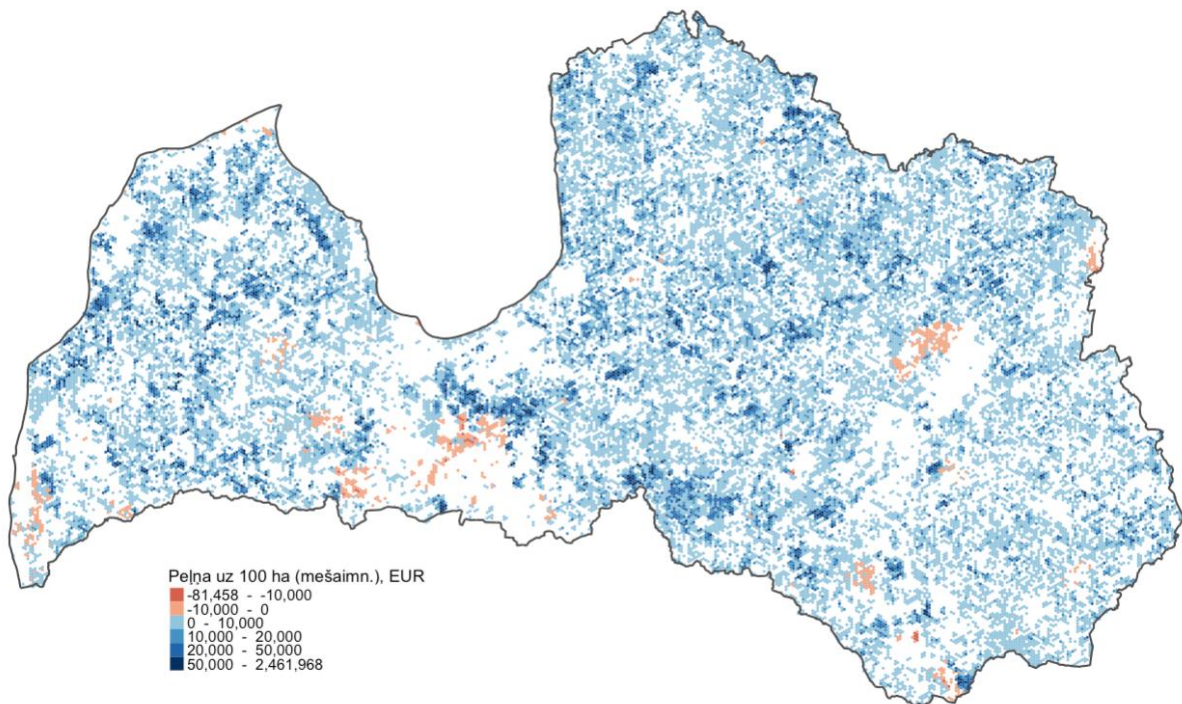 Peļņa uz 100 ha (mešaimn.), EUR
-81,458 - -10,000
-10,000 - 0
0 - 10,000
10,000 - 20,000
20,000 - 50,000
50,000 - 2,461,968